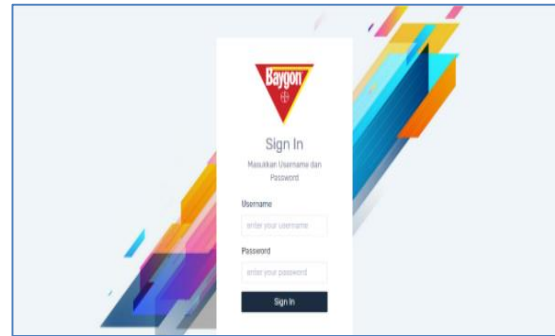 Baygon
Sign In
Masukkan Username dan
Password
Username
enter your username
Password
enter your password
Sign In